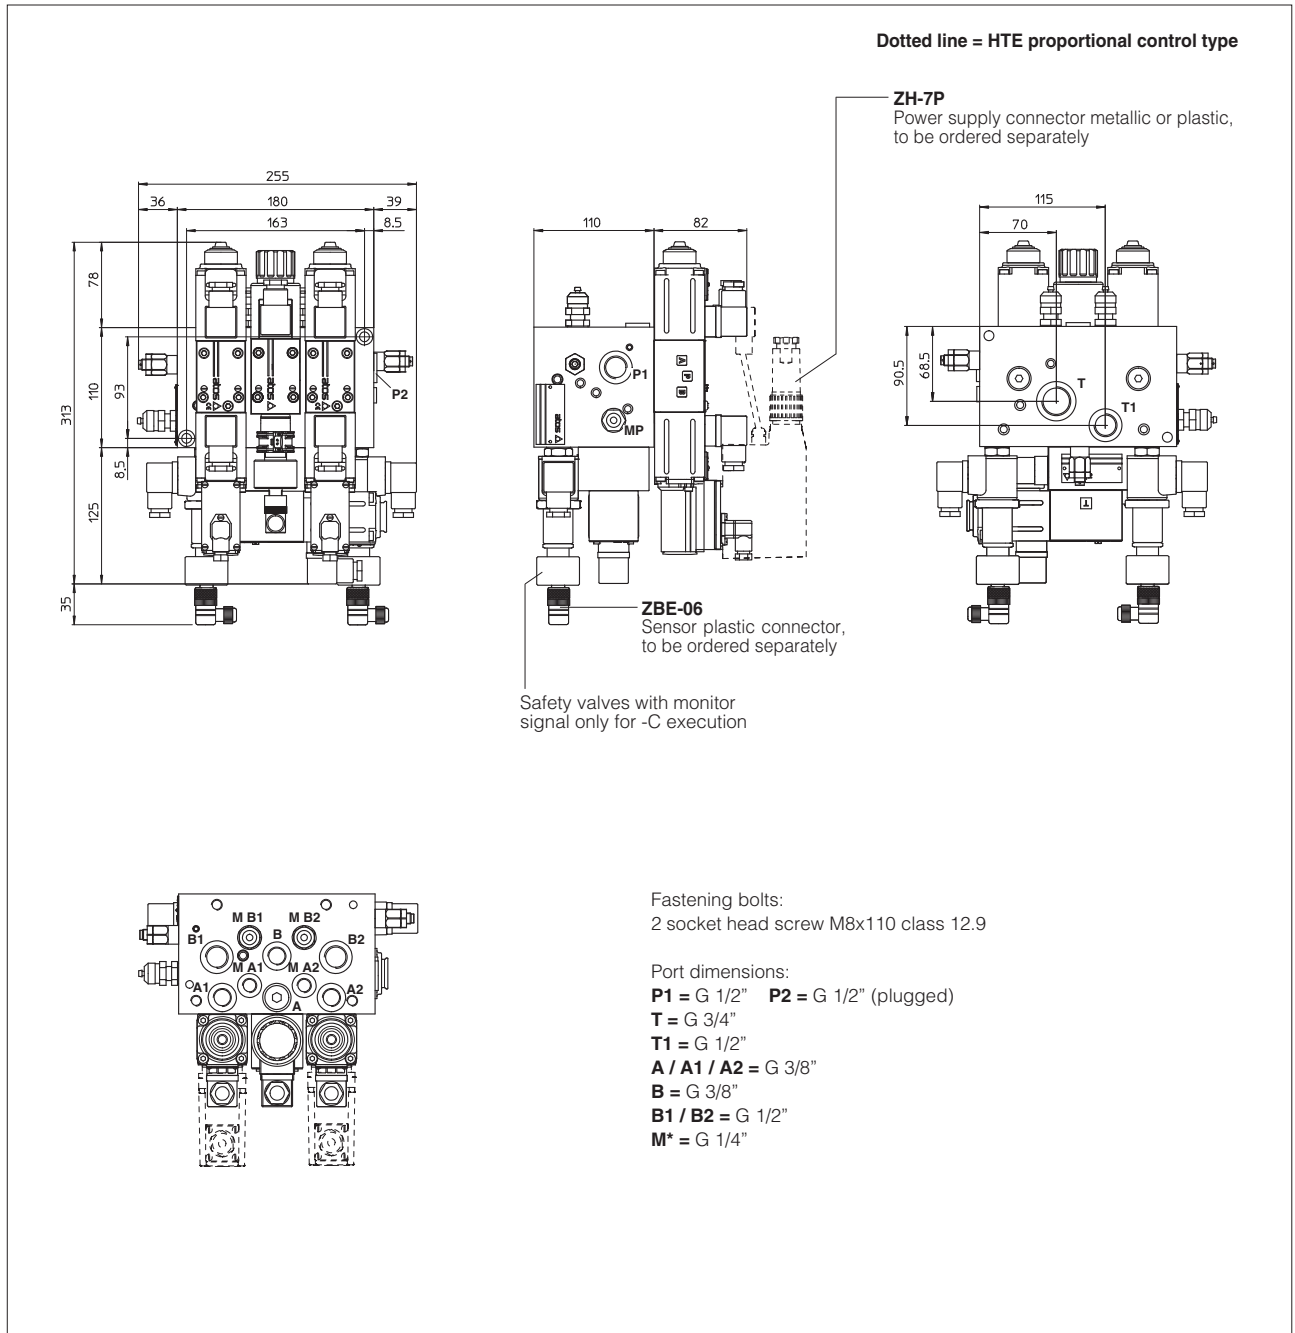 Dotted line = HTE proportional control type
ZH-7P
Power supply connector metallic or plastic,
to be ordered separately
255
36 180 39
163 8.5
313
78
110
93
8,5
125
35
P2
atos atos atos
110 82
P1
MP
A P B
atos
115
70
90.5
68.5
T
T1
T
ZBE-06
Sensor plastic connector,
to be ordered separately
Safety valves with monitor
signal only for -C execution
M B1 M B2
B1 B B2
M A1 M A2
A1 A A2
Fastening bolts:
2 socket head screw M8x110 class 12.9
Port dimensions:
P1 = G 1/2” P2 = G 1/2” (plugged)
T = G 3/4”
T1 = G 1/2”
A / A1 / A2 = G 3/8”
B = G 3/8”
B1 / B2 = G 1/2”
M* = G 1/4”